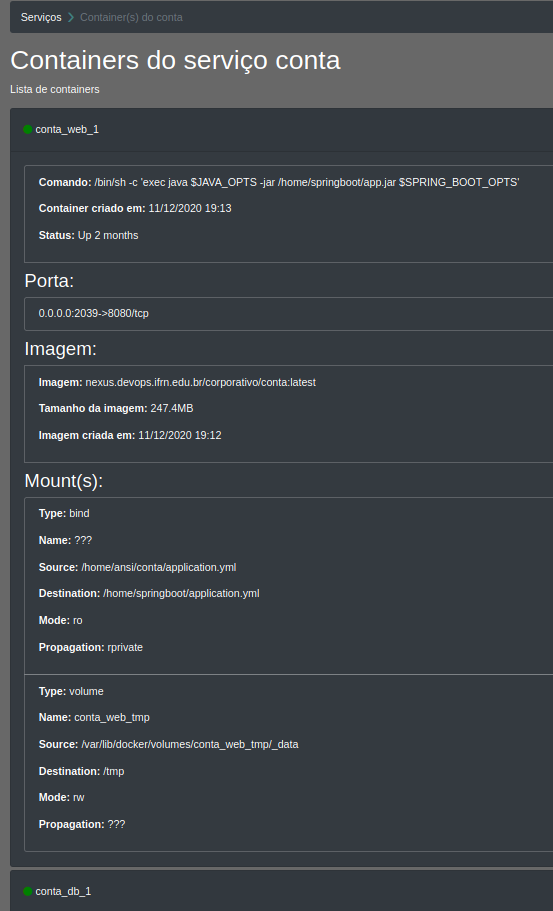 Serviços > Container(s) do conta
Containers do serviço conta
Lista de containers
conta_web_1
Comando: /bin/sh -c 'exec java $JAVA_OPTS -jar /home/springboot/app.jar $SPRING_BOOT_OPTS'
Container criado em: 11/12/2020 19:13
Status: Up 2 months
Porta:
0.0.0.0:2039->8080/tcp
Imagem:
Imagem: nexus.devops.ifrn.edu.br/corporativo/conta:latest
Tamanho da imagem: 247.4MB
Imagem criada em: 11/12/2020 19:12
Mount(s):
Type: bind
Name: ???
Source: /home/ansi/conta/application.yml
Destination: /home/springboot/application.yml
Mode: ro
Propagation: rprivate
Type: volume
Name: conta_web_tmp
Source: /var/lib/docker/volumes/conta_web_tmp/_data
Destination: /tmp
Mode: rw
Propagation: ???
conta_db_1